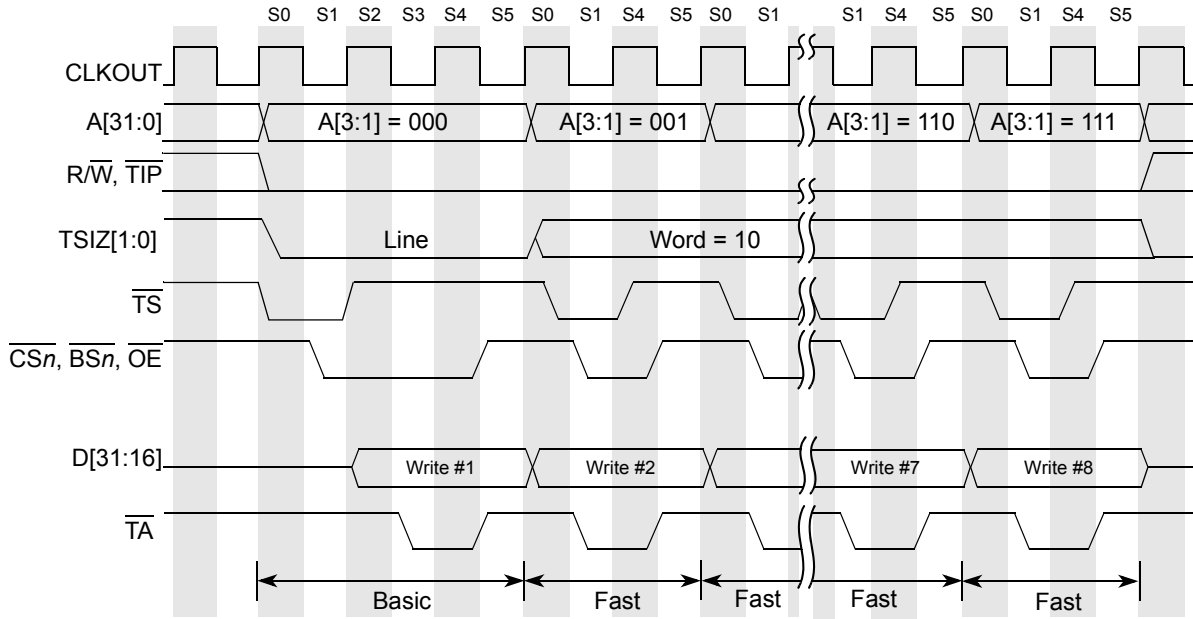 S0 S1 S2 S3 S4 S5 S0 S1 S4 S5 S0 S1 S1 S4 S5 S0 S1 S4 S5
CLKOUT
A[31:0] A[3:1] = 000 A[3:1] = 001 A[3:1] = 110 A[3:1] = 111
R/W, TIP
TSIZ[1:0] Line Word = 10
TS
CSn, BSn, OE
D[31:16] Write #1 Write #2 Write #7 Write #8
TA
Basic Fast Fast Fast Fast